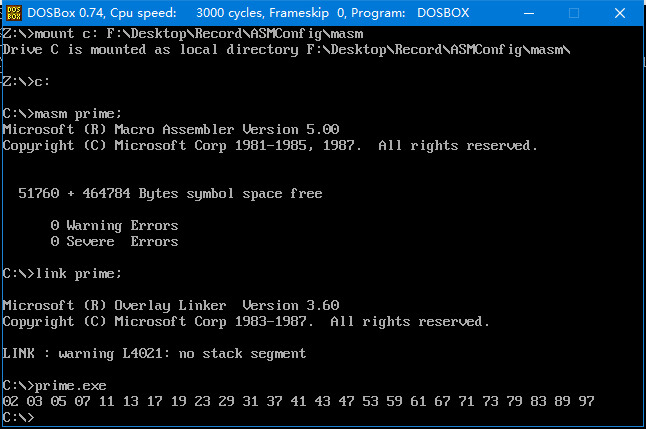 DOSBox 0.74, Cpu speed: 3000 cycles, Frameskip 0, Program: DOSBOX
Z:\>mount c: F:\Desktop\Record\ASMConfig\masm
Drive C is mounted as local directory F:\Desktop\Record\ASMConfig\masm\
Z:\>c:
C:\>masm prime;
Microsoft (R) Macro Assembler Version 5.00
Copyright (C) Microsoft Corp 1981-1985, 1987.  All rights reserved.
51760 + 464784 Bytes symbol space free
0 Warning Errors
0 Severe  Errors
C:\>link prime;
Microsoft (R) Overlay Linker  Version 3.60
Copyright (C) Microsoft Corp 1983-1987.  All rights reserved.
LINK : warning L4021: no stack segment
C:\>prime.exe
02 03 05 07 11 13 17 19 23 29 31 37 41 43 47 53 59 61 67 71 73 79 83 89 97
C:\>